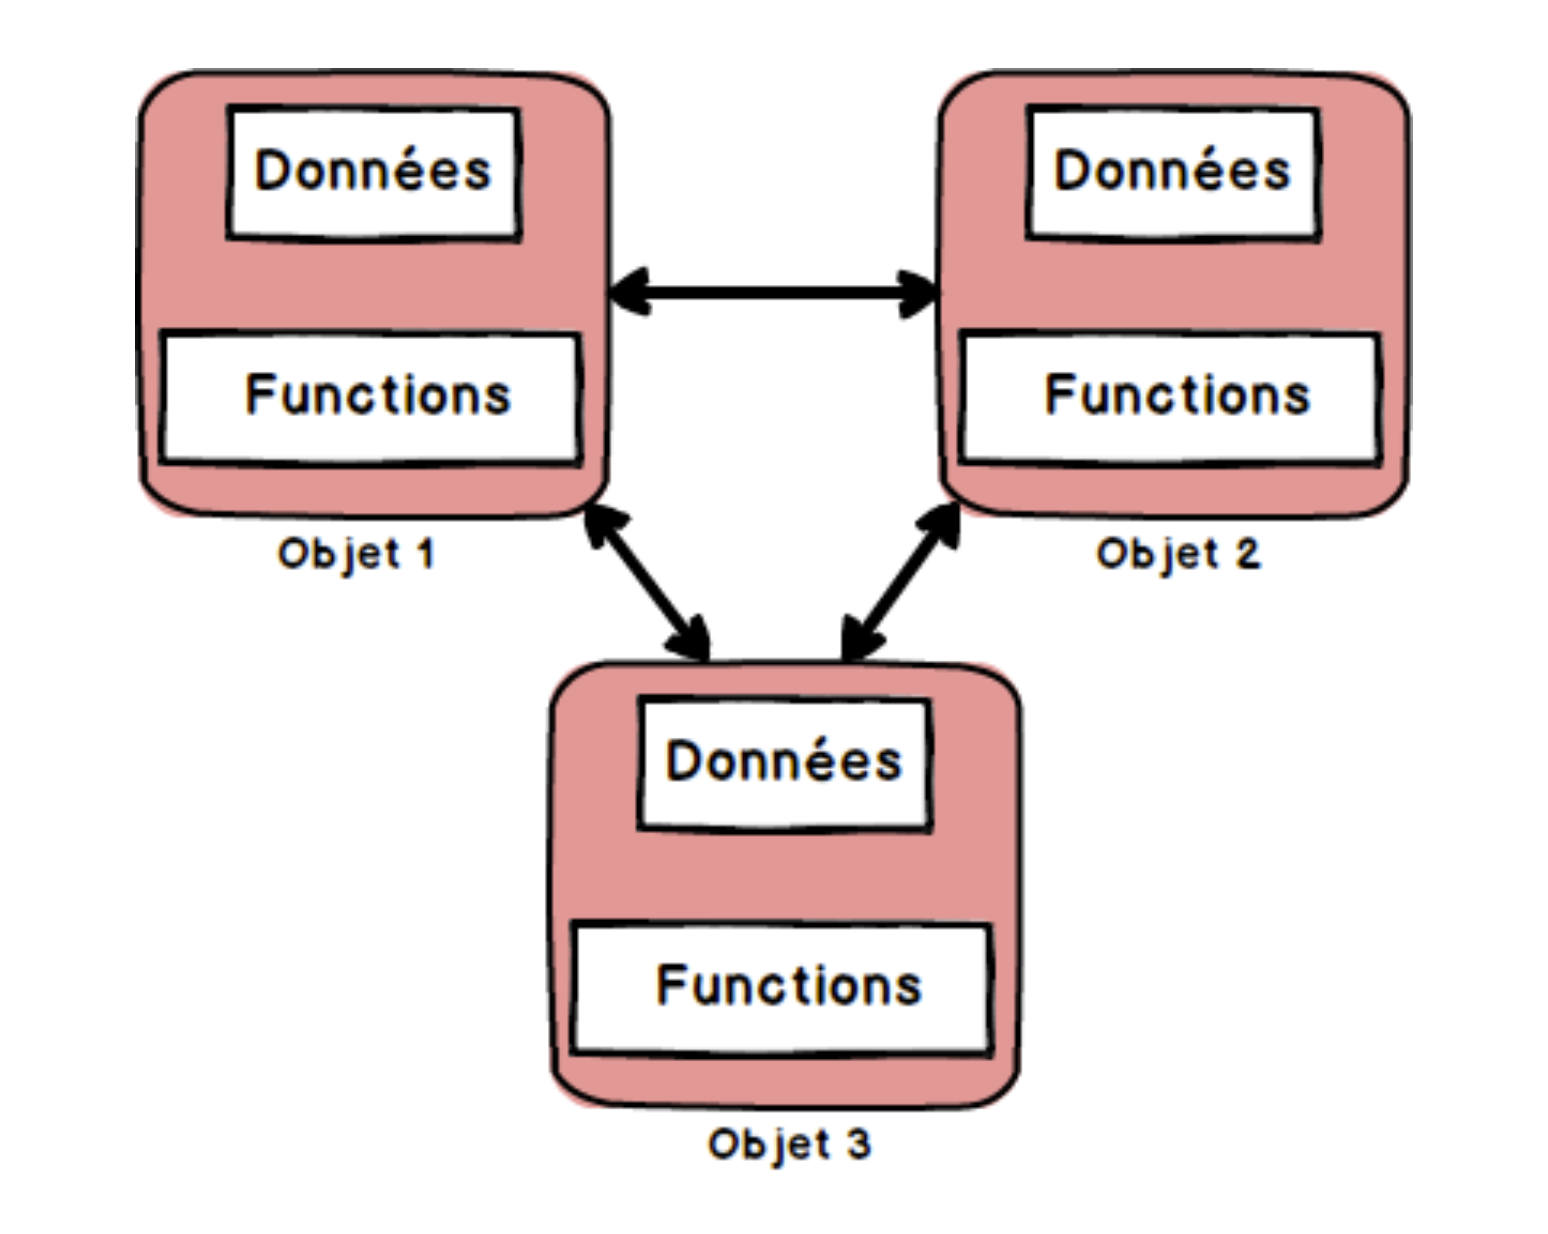 Données
Functions
Objet 1
Données
Functions
Objet 2
Données
Functions
Objet 3